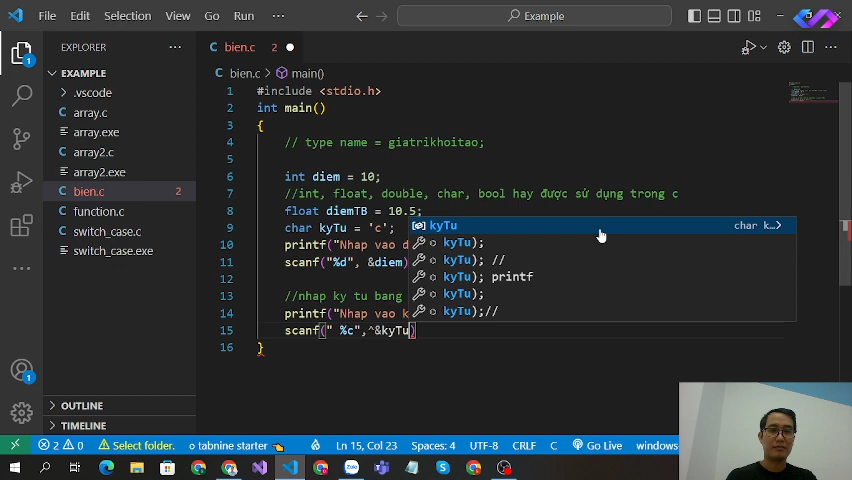 File Edit Selection View Go Run ··· Example
EXPLORER ···
EXAMPLE
.vscode
array.c
array.exe
array2.c
array2.exe
bien.c 2
function.c
switch_case.c
switch_case.exe
OUTLINE
TIMELINE
bien.c 2
bien.c > main()
1 #include <stdio.h>
2 int main()
3 {
4 // type name = giatrikhoitao;
5
6 int diem = 10;
7 //int, float, double, char, bool hay được sử dụng trong c
8 float diemTB = 10.5;
9 char kyTu = 'c';
10 printf("Nhap vao d
11 scanf("%d", &diem)
12
13 //nhap ky tu bang
14 printf("Nhap vao k
15 scanf(" %c",^&kyTu)
16 }
kyTu char k...>
kyTu);
kyTu); //
kyTu); printf
kyTu);
kyTu);//
1
1
2 0 Select folder. tabnine starter Ln 15, Col 23 Spaces: 4 UTF-8 CRLF C Go Live windows-
Zalo